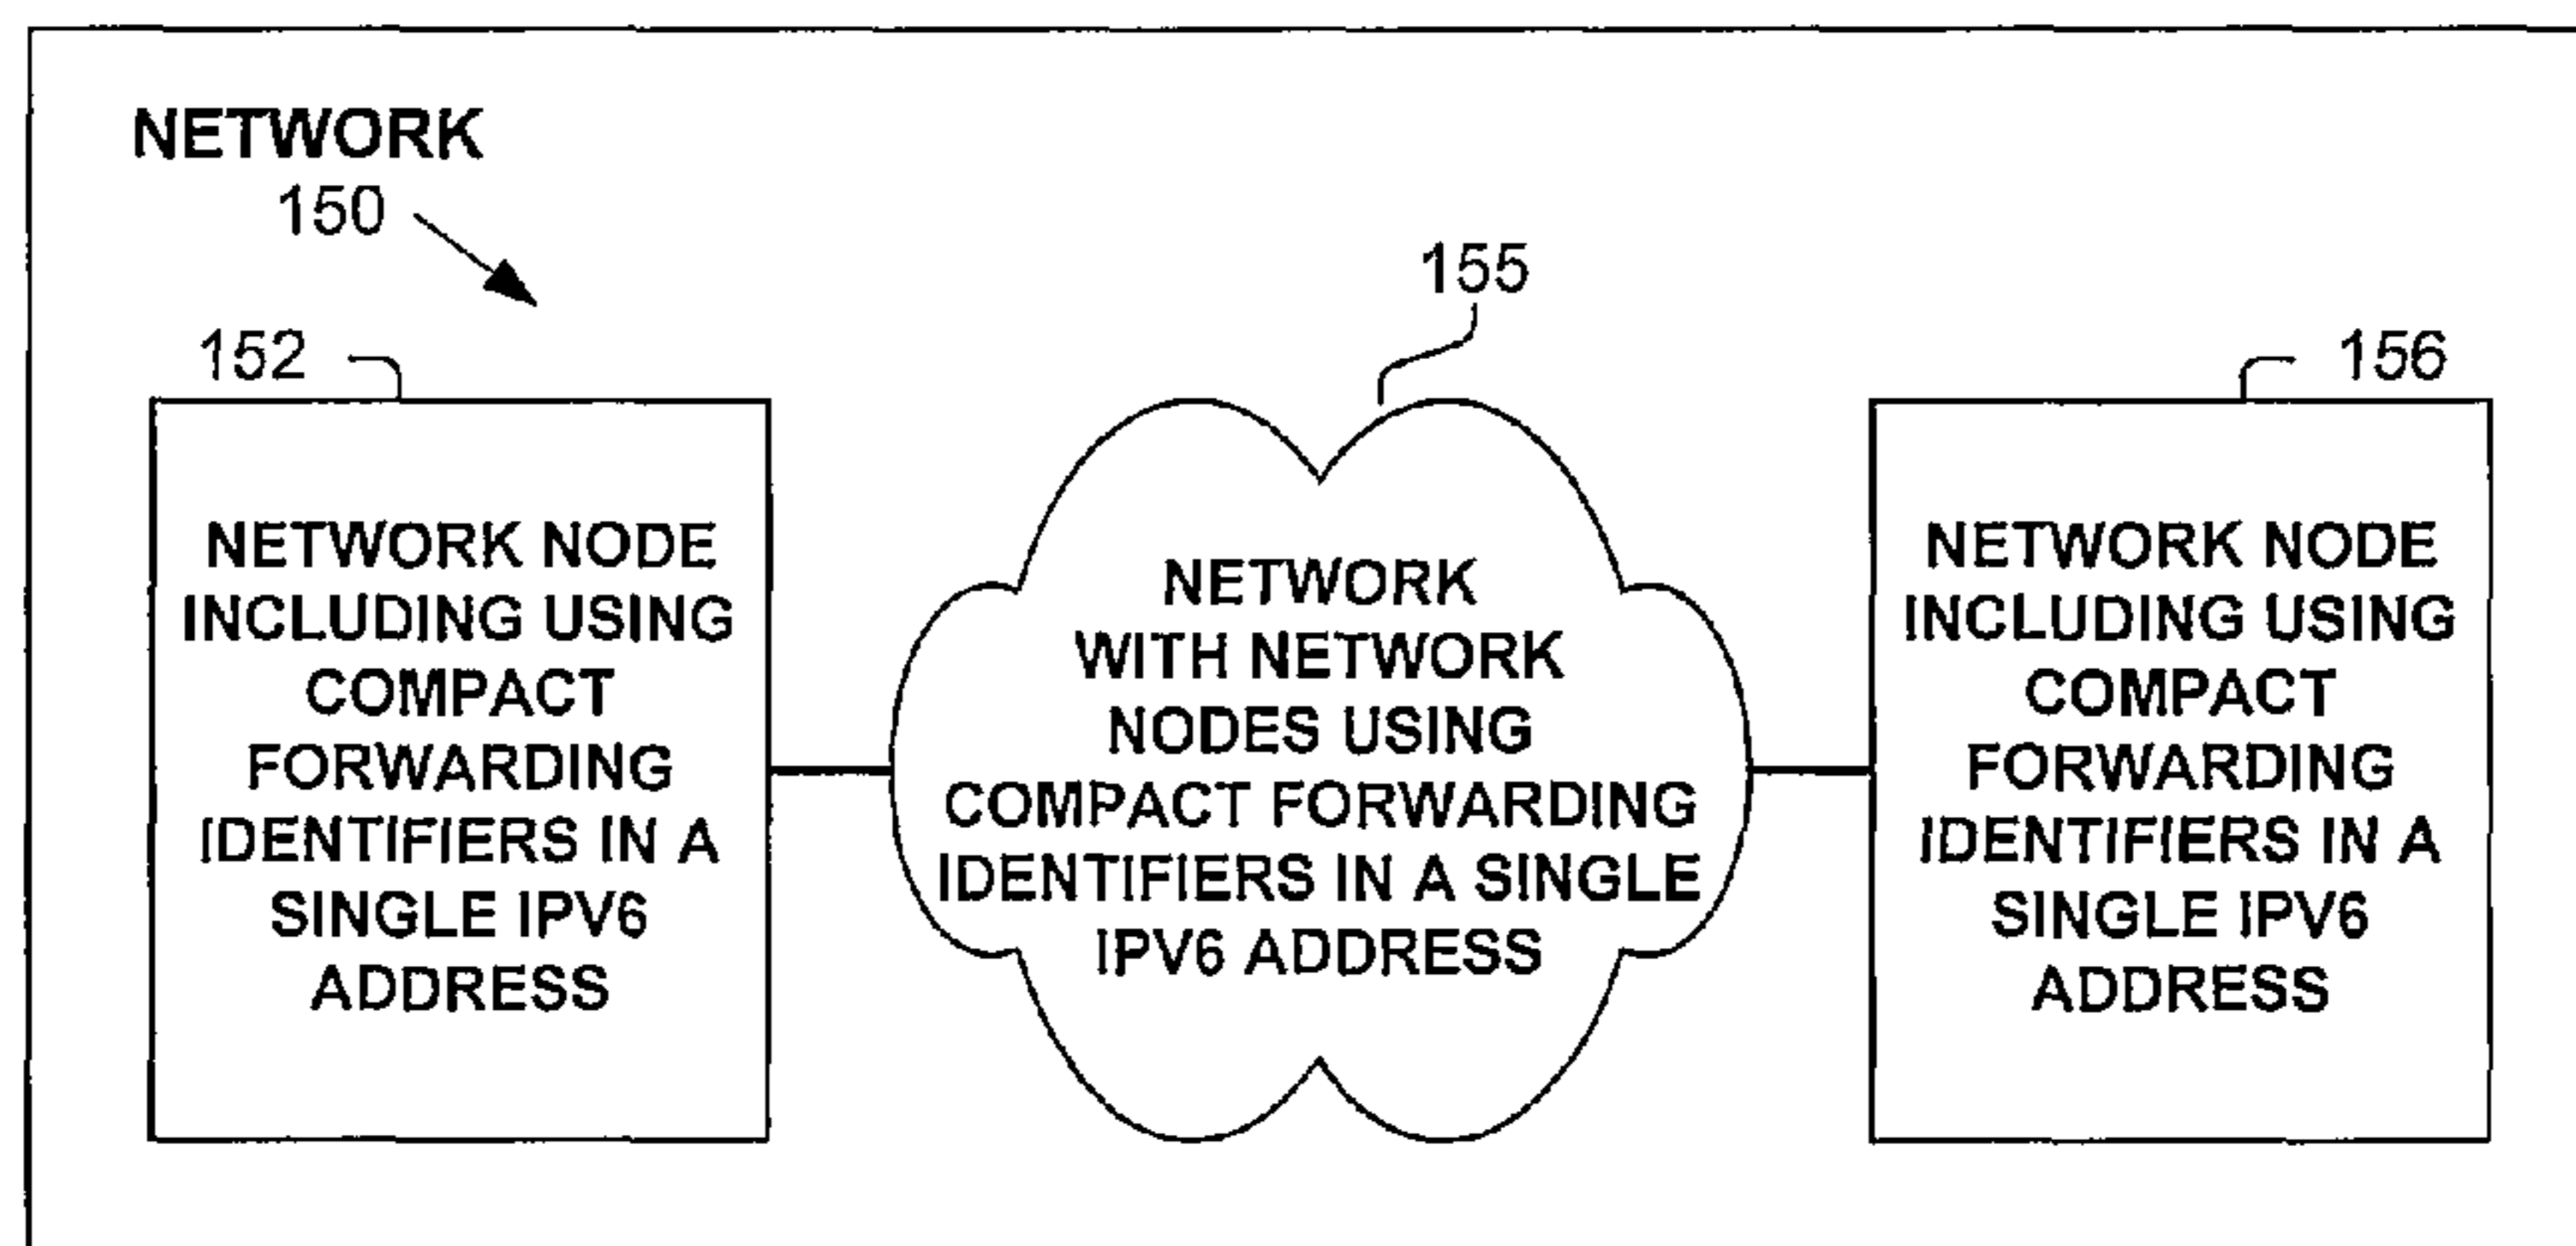 NETWORK
150
155
152
156
NETWORK NODE
INCLUDING USING
COMPACT
FORWARDING
IDENTIFIERS IN A
SINGLE IPV6
ADDRESS
NETWORK
WITH NETWORK
NODES USING
COMPACT FORWARDING
IDENTIFIERS IN A SINGLE
IPV6 ADDRESS
NETWORK NODE
INCLUDING USING
COMPACT
FORWARDING
IDENTIFIERS IN A
SINGLE IPV6
ADDRESS